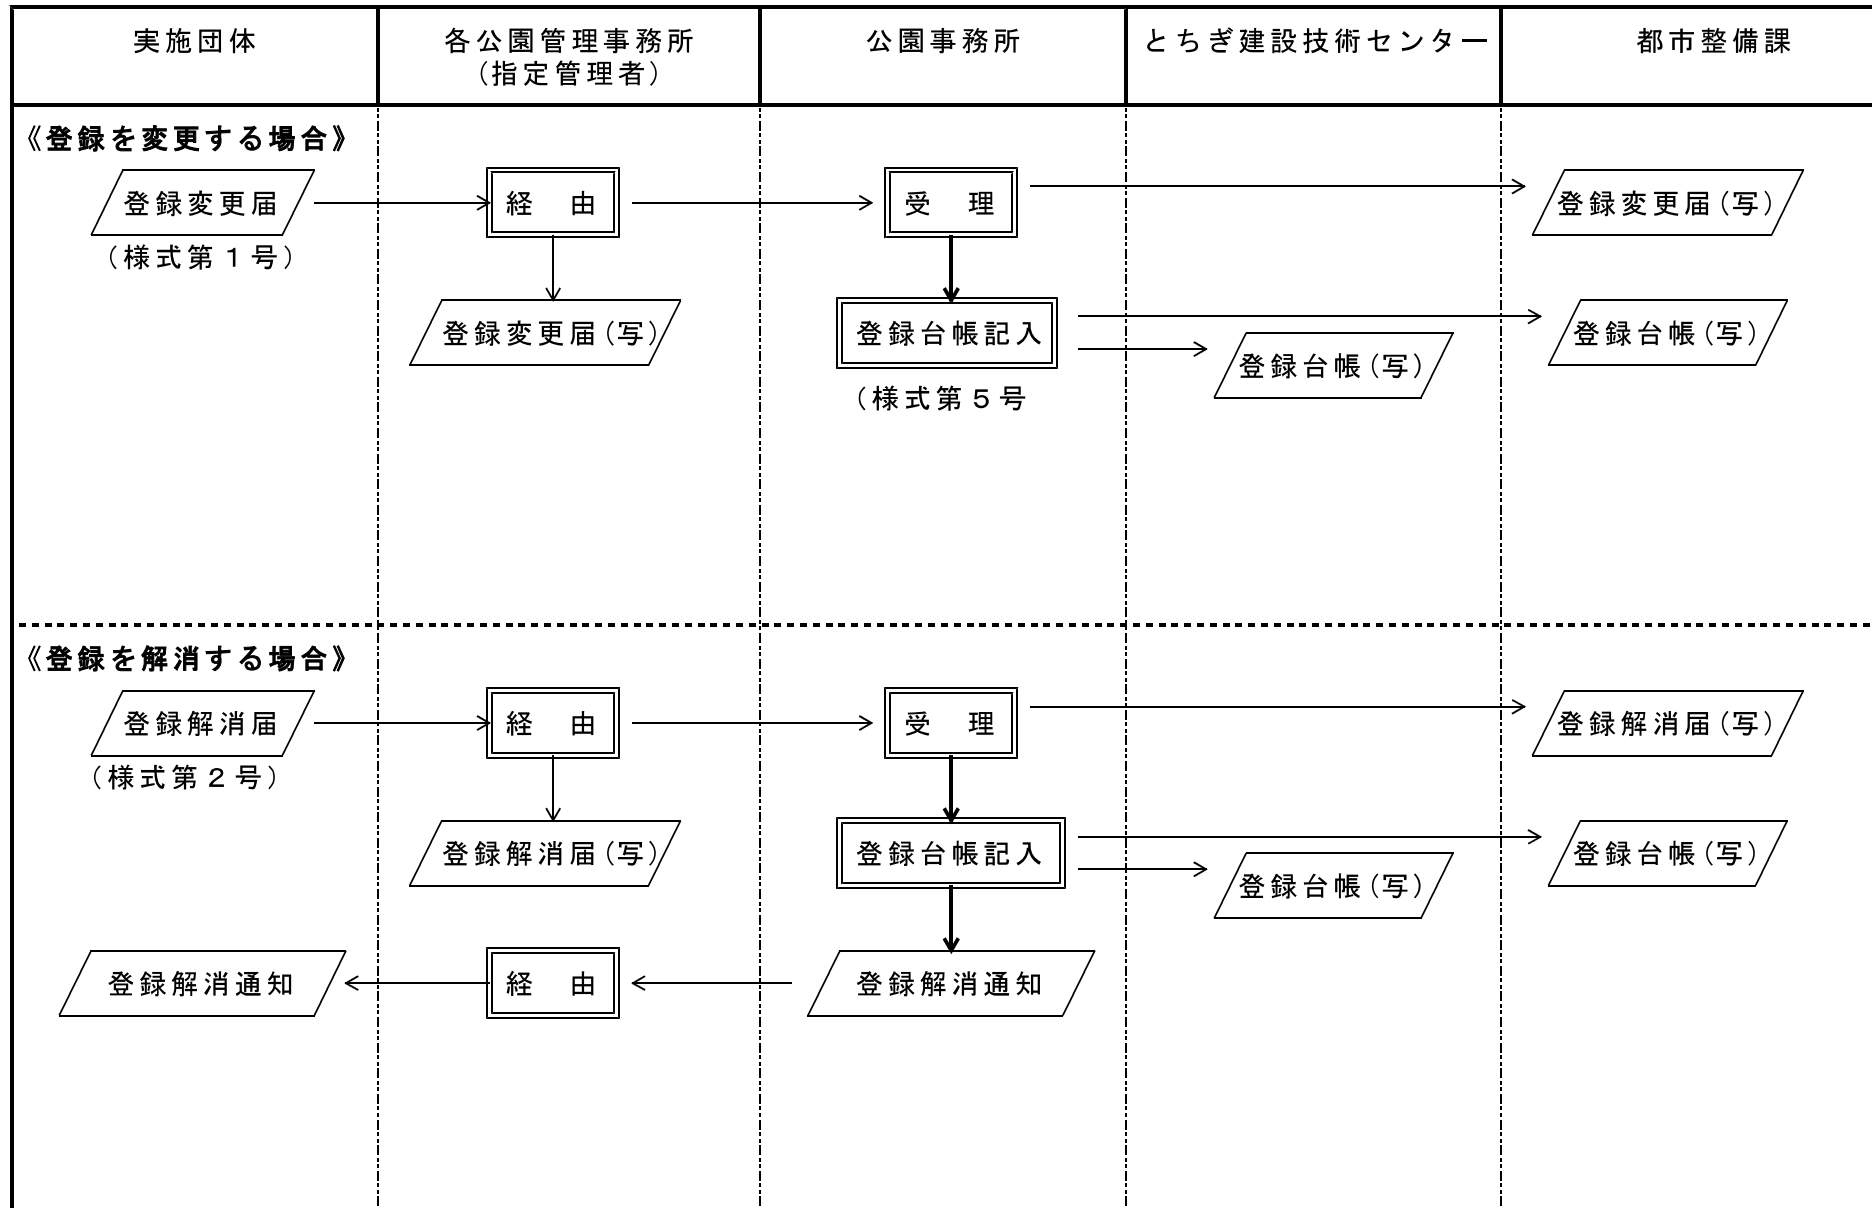 実施団体
各公園管理事務所
（指定管理者）
公園事務所
とちぎ建設技術センター
都市整備課
《登録を変更する場合》
登録変更届
経　由
受　理
登録変更届（写）
（様式第１号）
登録変更届（写）
登録台帳記入
登録台帳（写）
登録台帳（写）
（様式第５号
《登録を解消する場合》
登録解消届
経　由
受　理
登録解消届（写）
（様式第２号）
登録解消届（写）
登録台帳記入
登録台帳（写）
登録台帳（写）
登録解消通知
経　由
登録解消通知